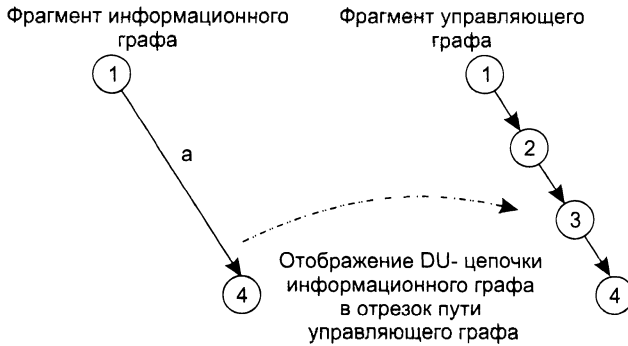 Фрагмент информационного
графа
Фрагмент управляющего
графа
1
1
a
2
3
4
4
Отображение DU- цепочки
информационного графа
в отрезок пути
управляющего графа